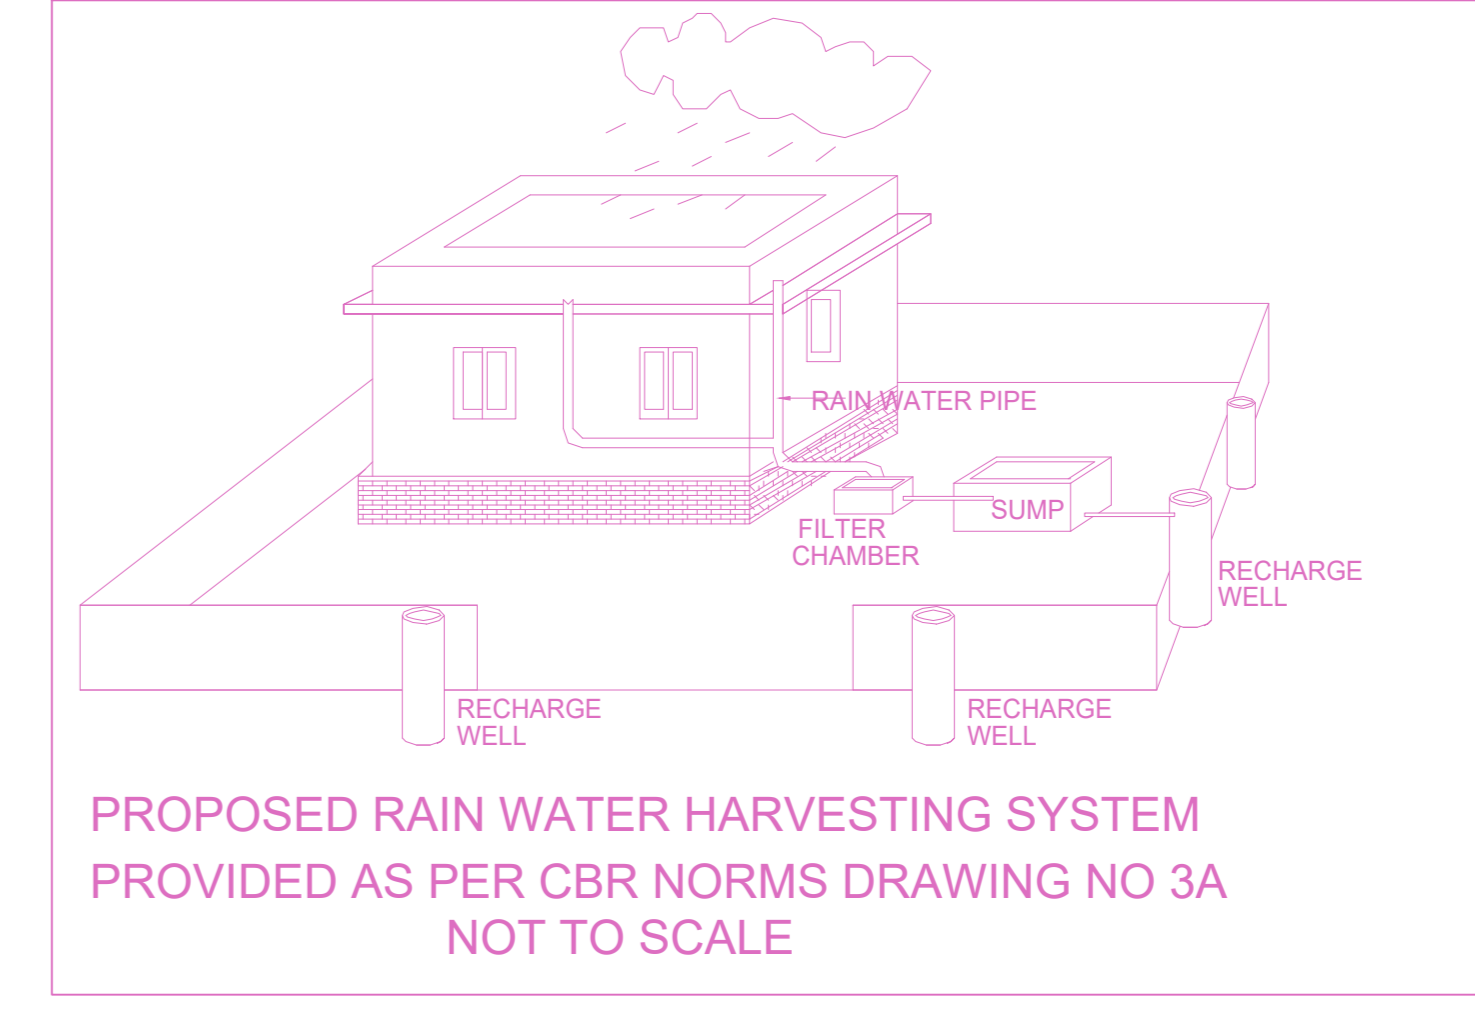 RAIN WATER PIPE
SUMP
FILTER
CHAMBER
RECHARGE
WELL
RECHARGE
WELL
RECHARGE
WELL
PROPOSED RAIN WATER HARVESTING SYSTEM
PROVIDED AS PER CBR NORMS DRAWING NO 3A
NOT TO SCALE